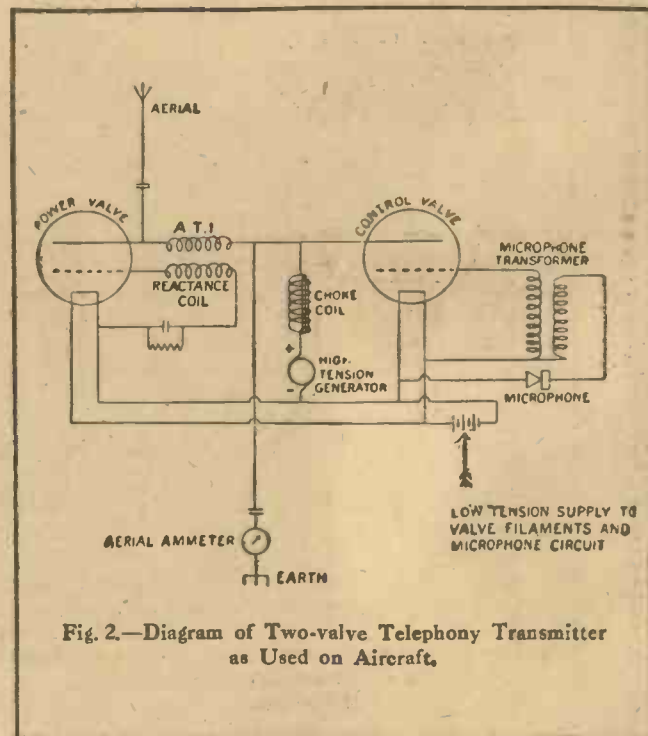 AERIAL
POWER VALVE
A.T.I
REACTANCE
COIL
CHOKE
COIL
+
HIGH-
TENSION
GENERATOR
-
CONTROL VALVE
MICROPHONE
TRANSFORMER
MICROPHONE
LOW TENSION SUPPLY TO
VALVE FILAMENTS AND
MICROPHONE CIRCUIT
AERIAL AMMETER
EARTH
Fig. 2.—Diagram of Two-valve Telephony Transmitter
as Used on Aircraft.